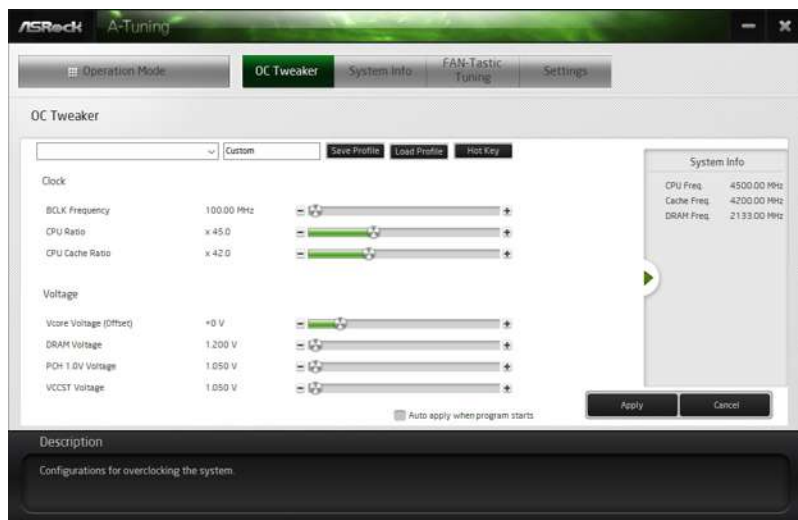 ASRock A-Tuning
Operation Mode
OC Tweaker
System Info
FAN-Tastic
Tuning
Settings
OC Tweaker
Custom
Save Profile
Load Profile
Hot Key
Clock
BCLK Frequency 100.00 MHz
CPU Ratio x 45.0
CPU Cache Ratio x 42.0
Voltage
Vcore Voltage (Offset) +0 V
DRAM Voltage 1.200 V
PCH 1.0V Voltage 1.050 V
VCCST Voltage 1.050 V
Auto apply when program starts
System Info
CPU Freq. 4500.00 MHz
Cache Freq. 4200.00 MHz
DRAM Freq. 2133.00 MHz
Apply
Cancel
Description
Configurations for overclocking the system.